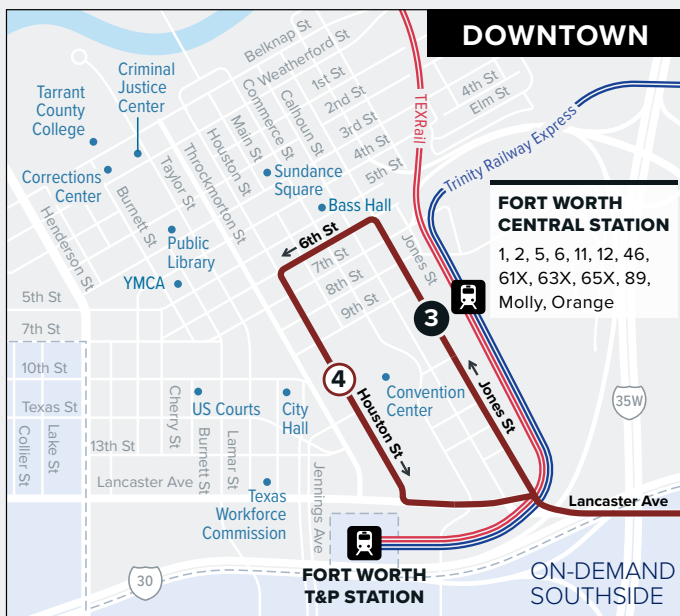 DOWNTOWN
Belknap St
Weatherford St
1st St
2nd St
3rd St
4th St
5th St
4th St
Elm St
TEXRail
Trinity Railway Express
Criminal
Justice
Center
Tarrant
County
College
Corrections
Center
Commerce St
Calhoun St
Main St
Houston St
Throckmorton St
Taylor St
Burnett St
Henderson St
Sundance
Square
Bass Hall
Public
Library
YMCA
FORT WORTH
CENTRAL STATION
1, 2, 5, 6, 11, 12, 46,
61X, 63X, 65X, 89,
Molly, Orange
← 6th St
7th St
8th St
9th St
Jones St
3
5th St
7th St
10th St
Texas St
13th St
Lancaster Ave
4
Houston St →
← Jones St
Convention
Center
35W
US Courts
City
Hall
Collier St
Lake St
Cherry St
Burnett St
Lamar St
Jennings Ave
Texas
Workforce
Commission
Lancaster Ave
30
FORT WORTH
T&P STATION
ON-DEMAND
SOUTHSIDE